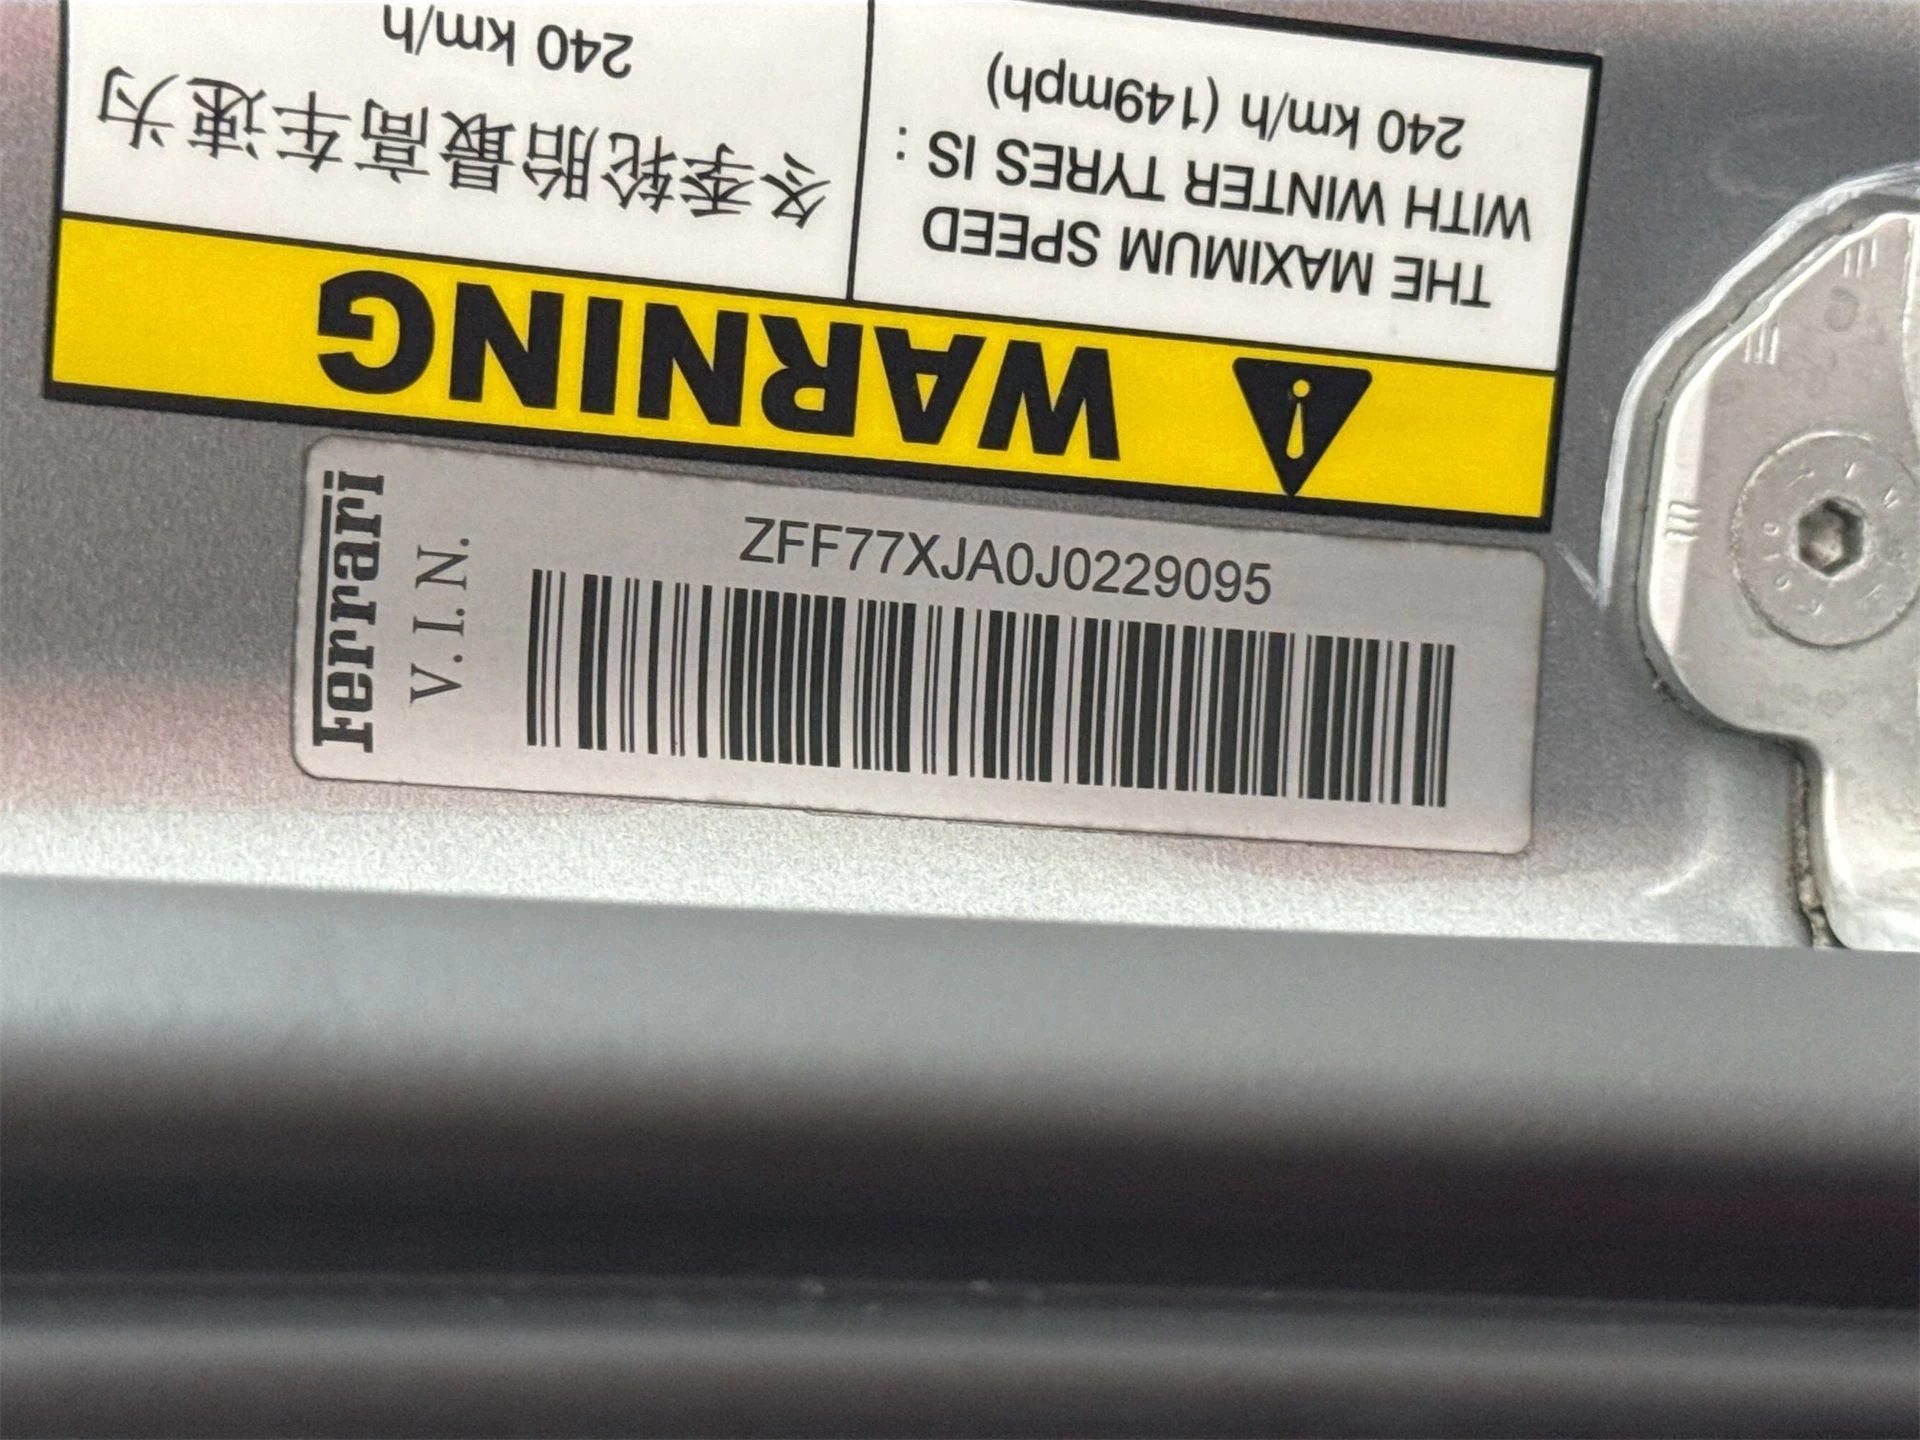 WARNING
THE MAXIMUM SPEED
WITH WINTER TYRES IS :
240 km/h (149mph)
冬季轮胎最高车速为
240 km/h
Ferrari
V.I.N.
ZFF77XJA0J0229095